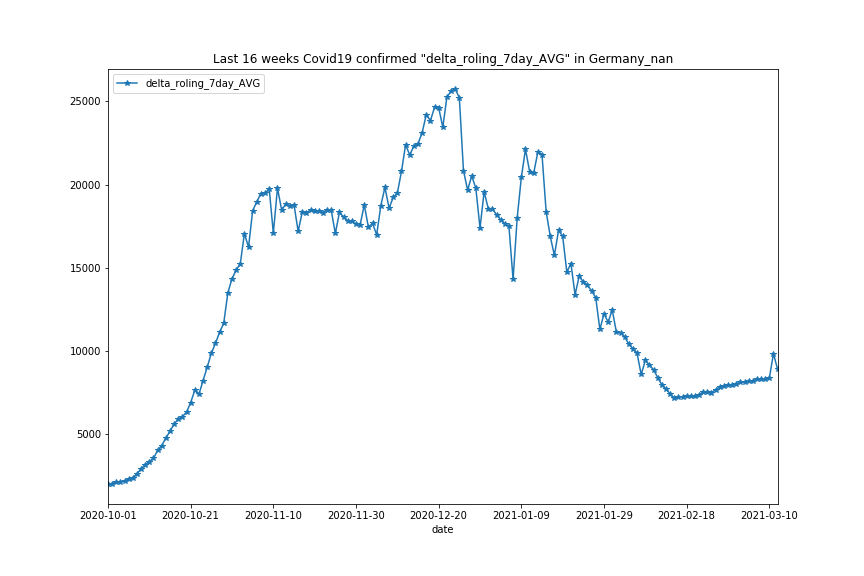 Last 16 weeks Covid19 confirmed "delta_roling_7day_AVG" in Germany_nan
delta_roling_7day_AVG
25000
20000
15000
10000
5000
2020-10-01 2020-10-21 2020-11-10 2020-11-30 2020-12-20 2021-01-09 2021-01-29 2021-02-18 2021-03-10
date